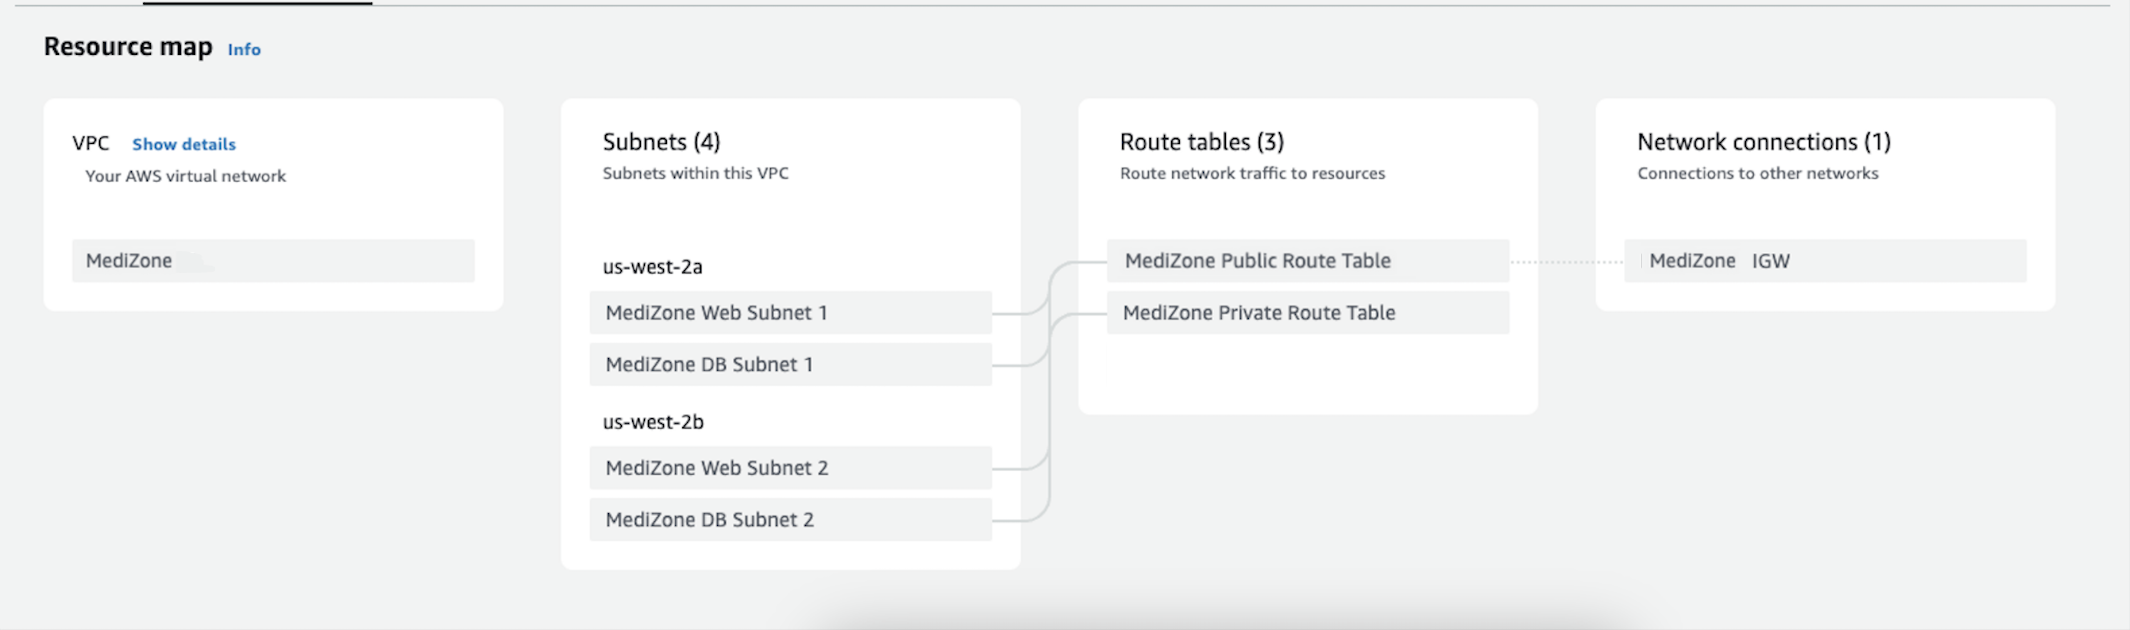 Resource map Info
VPC Show details
Your AWS virtual network
MediZone
Subnets (4)
Subnets within this VPC
us-west-2a
MediZone Web Subnet 1
MediZone DB Subnet 1
us-west-2b
MediZone Web Subnet 2
MediZone DB Subnet 2
Route tables (3)
Route network traffic to resources
MediZone Public Route Table
MediZone Private Route Table
Network connections (1)
Connections to other networks
MediZone IGW